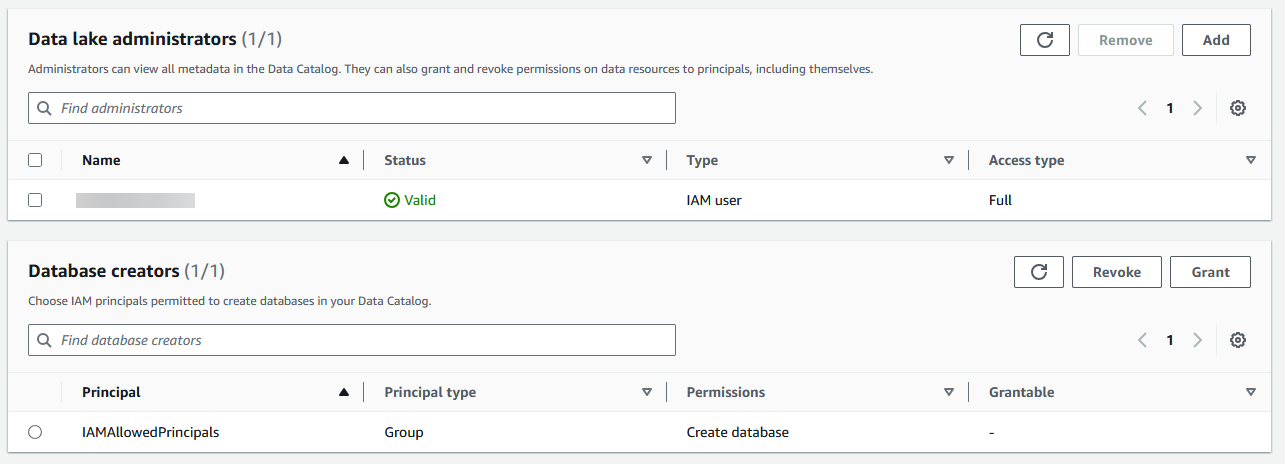 Data lake administrators (1/1)
Remove
Add
Administrators can view all metadata in the Data Catalog. They can also grant and revoke permissions on data resources to principals, including themselves.
Find administrators
1
Name Status Type Access type
Valid IAM user Full
Database creators (1/1)
Revoke
Grant
Choose IAM principals permitted to create databases in your Data Catalog.
Find database creators
1
Principal Principal type Permissions Grantable
IAMAllowedPrincipals Group Create database -